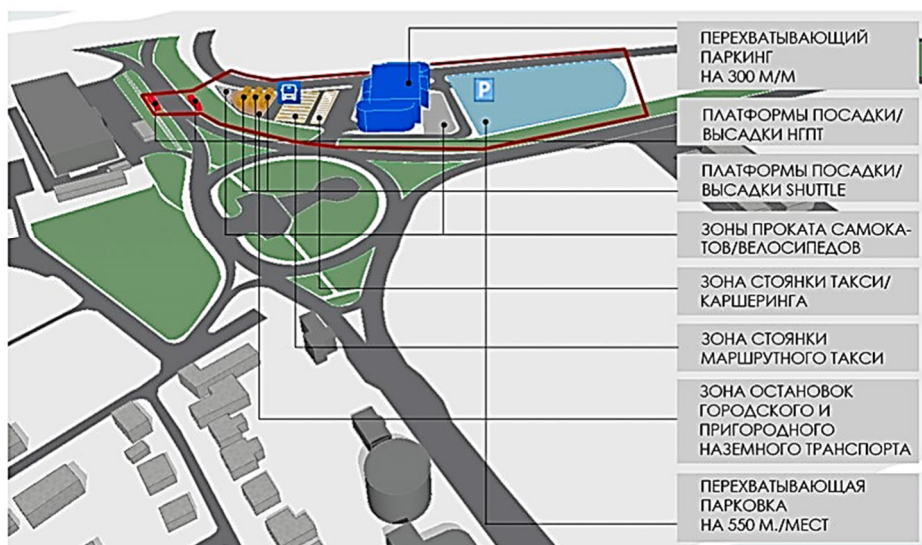 ПЕРЕХВАТЫВАЮЩИЙ
ПАРКИНГ
НА 300 М/М
ПЛАТФОРМЫ ПОСАДКИ/
ВЫСАДКИ НГПТ
ПЛАТФОРМЫ ПОСАДКИ/
ВЫСАДКИ SHUTTLE
ЗОНЫ ПРОКАТА САМОКА-
ТОВ/ВЕЛОСИПЕДОВ
ЗОНА СТОЯНКИ ТАКСИ/
КАРШЕРИНГА
ЗОНА СТОЯНКИ
МАРШРУТНОГО ТАКСИ
ЗОНА ОСТАНОВОК
ГОРОДСКОГО И
ПРИГОРОДНОГО
НАЗЕМНОГО ТРАНСПОРТА
ПЕРЕХВАТЫВАЮЩАЯ
ПАРКОВКА
НА 550 М./МЕСТ
P